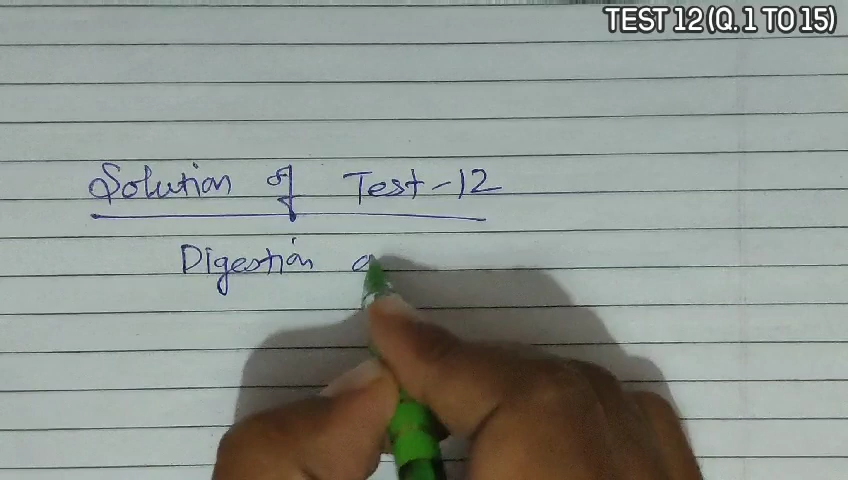 TEST 12 (Q. 1 TO 15)
Solution of Test-12
Digestion a